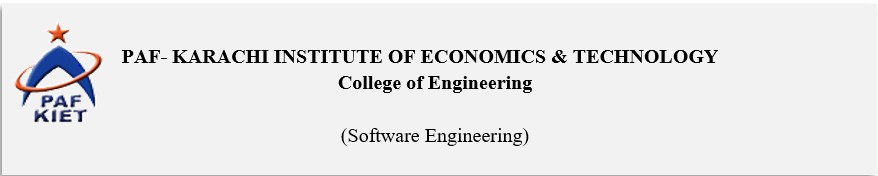 PAF- KARACHI INSTITUTE OF ECONOMICS & TECHNOLOGY
College of Engineering
PAF
KIET
(Software Engineering)